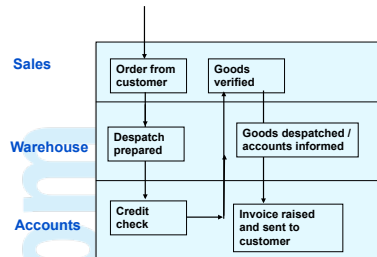 Sales
Order from
customer
Goods
verified
Warehouse
Despatch
prepared
Goods despatched /
accounts informed
Accounts
Credit
check
Invoice raised
and sent to
customer